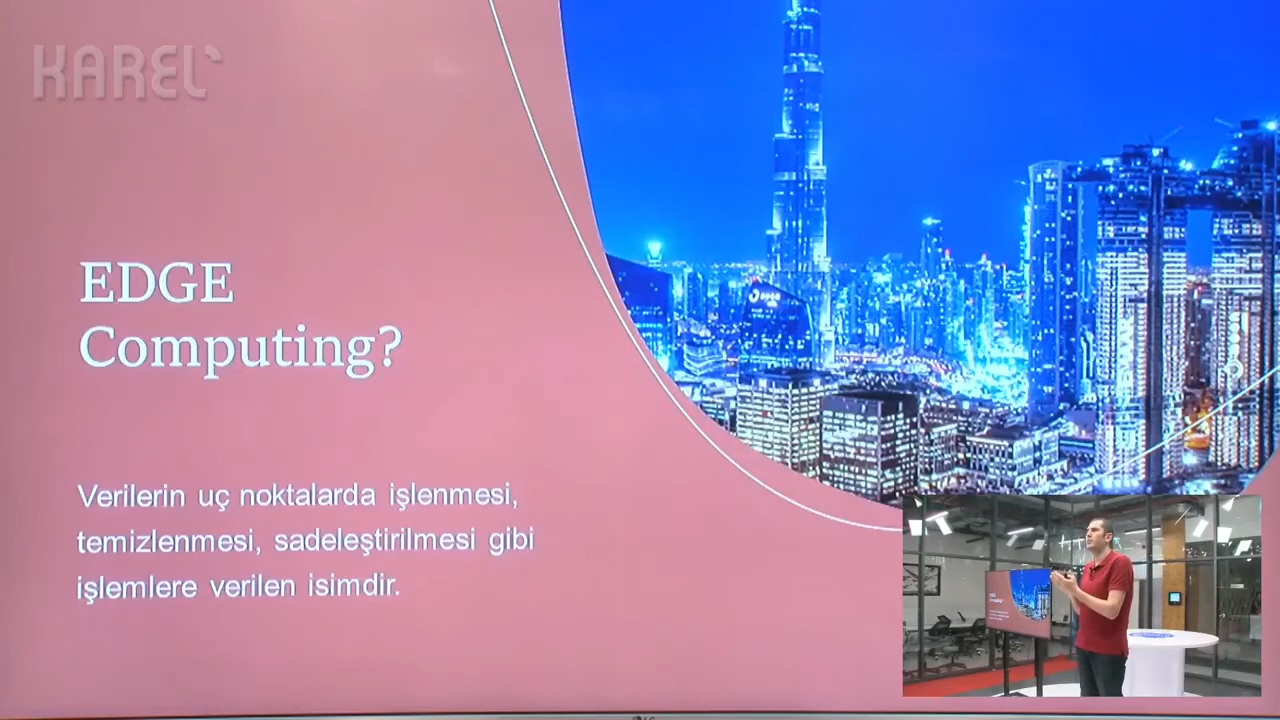 KAREL
EDGE
Computing?
Verilerin uç noktalarda işlenmesi,
temizlenmesi, sadeleştirilmesi gibi
işlemlere verilen isimdir.